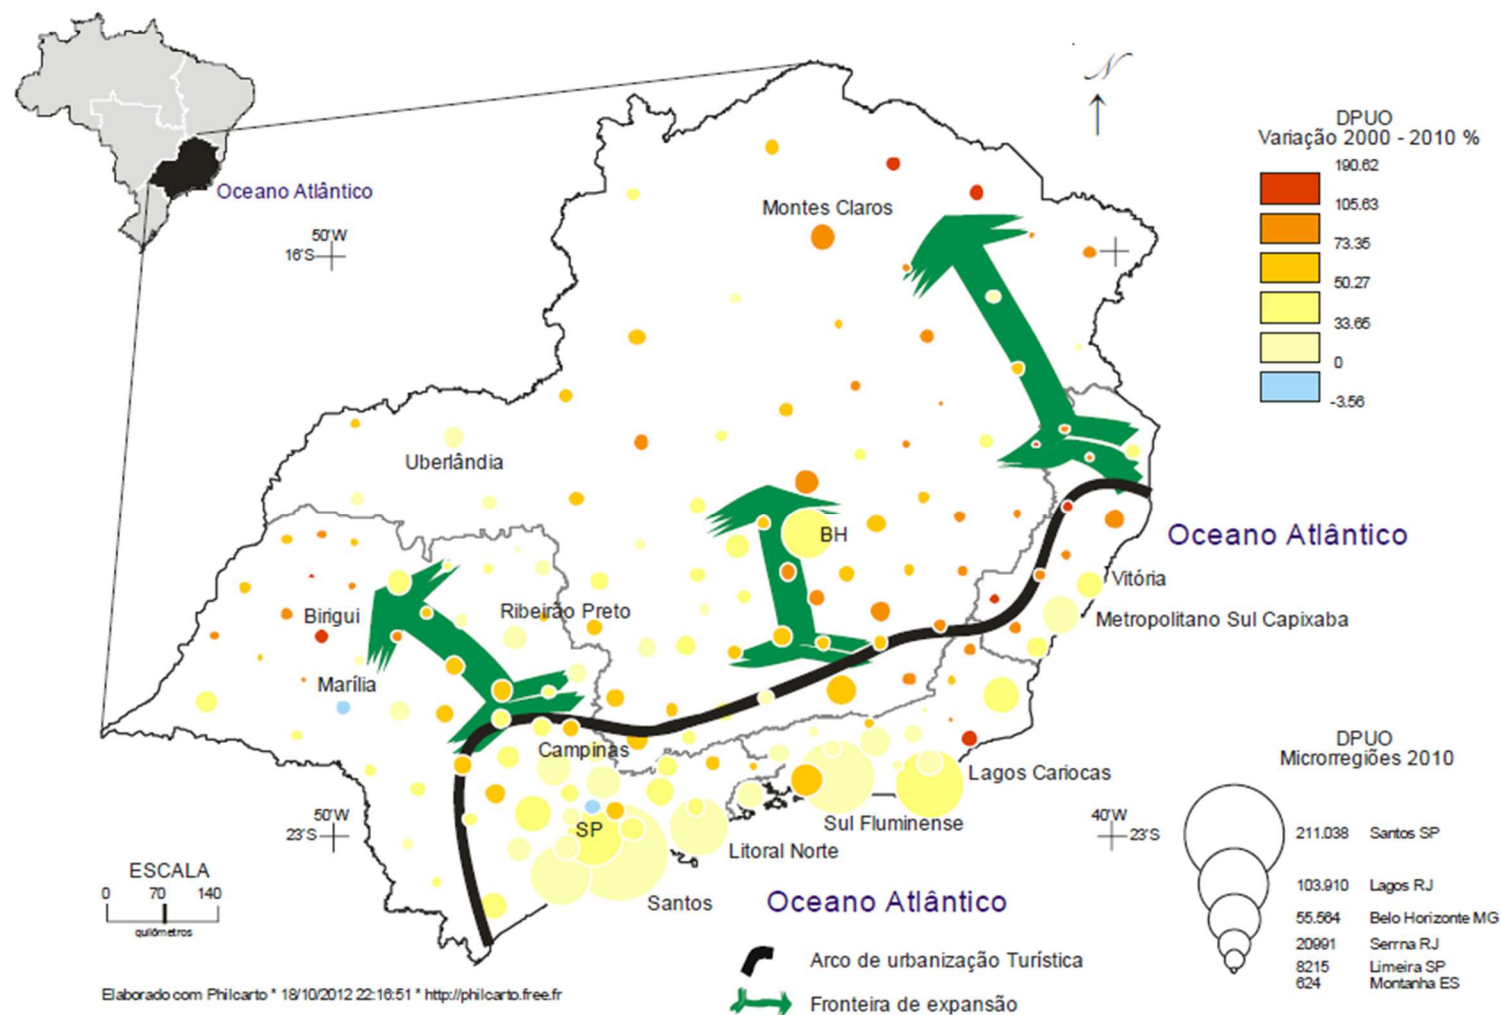 N
DPUO
Variação 2000 - 2010 %
190.62
105.63
73.35
50.27
33.65
0
-3.56
Oceano Atlântico
50°W
16°S
Montes Claros
Uberlândia
BH
Oceano Atlântico
Vitória
Metropolitano Sul Capixaba
Birigui
Ribeirão Preto
Marília
Campinas
Lagos Cariocas
Sul Fluminense
SP
Litoral Norte
Santos
50°W
23°S
40°W
23°S
DPUO
Microrregiões 2010
211.038 Santos SP
103.910 Lagos RJ
55.564 Belo Horizonte MG
20991 Serrna RJ
8215 Limeira SP
624 Montanha ES
ESCALA
0 70 140
quilômetros
Oceano Atlântico
Arco de urbanização Turística
Fronteira de expansão
Elaborado com Philcarto * 18/10/2012 22:16:51 * http://philcarto.free.fr